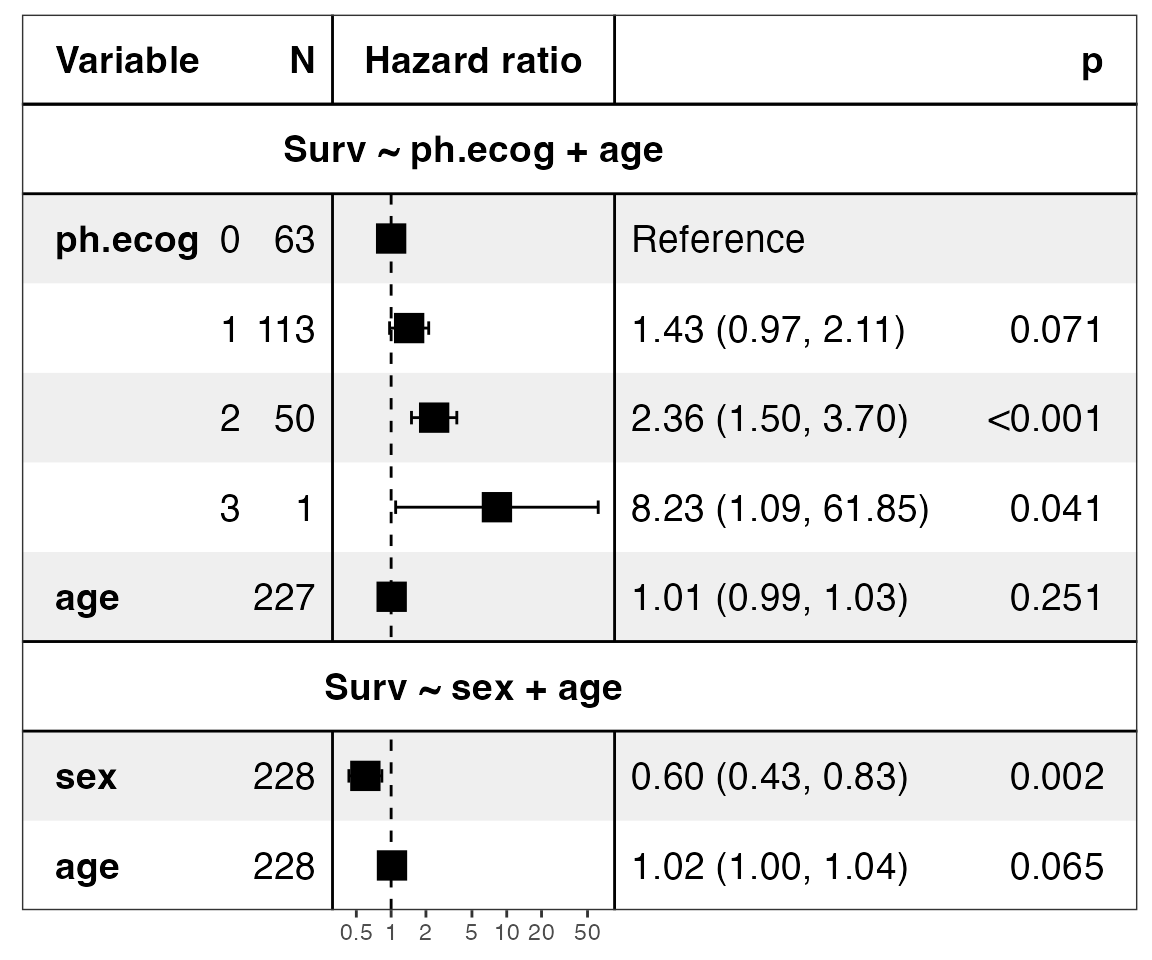 Variable N Hazard ratio p
Surv ~ ph.ecog + age
ph.ecog 0 63 Reference
1 113 1.43 (0.97, 2.11) 0.071
2 50 2.36 (1.50, 3.70) <0.001
3 1 8.23 (1.09, 61.85) 0.041
age 227 1.01 (0.99, 1.03) 0.251
Surv ~ sex + age
sex 228 0.60 (0.43, 0.83) 0.002
age 228 1.02 (1.00, 1.04) 0.065
0.5 1 2 5 10 20 50